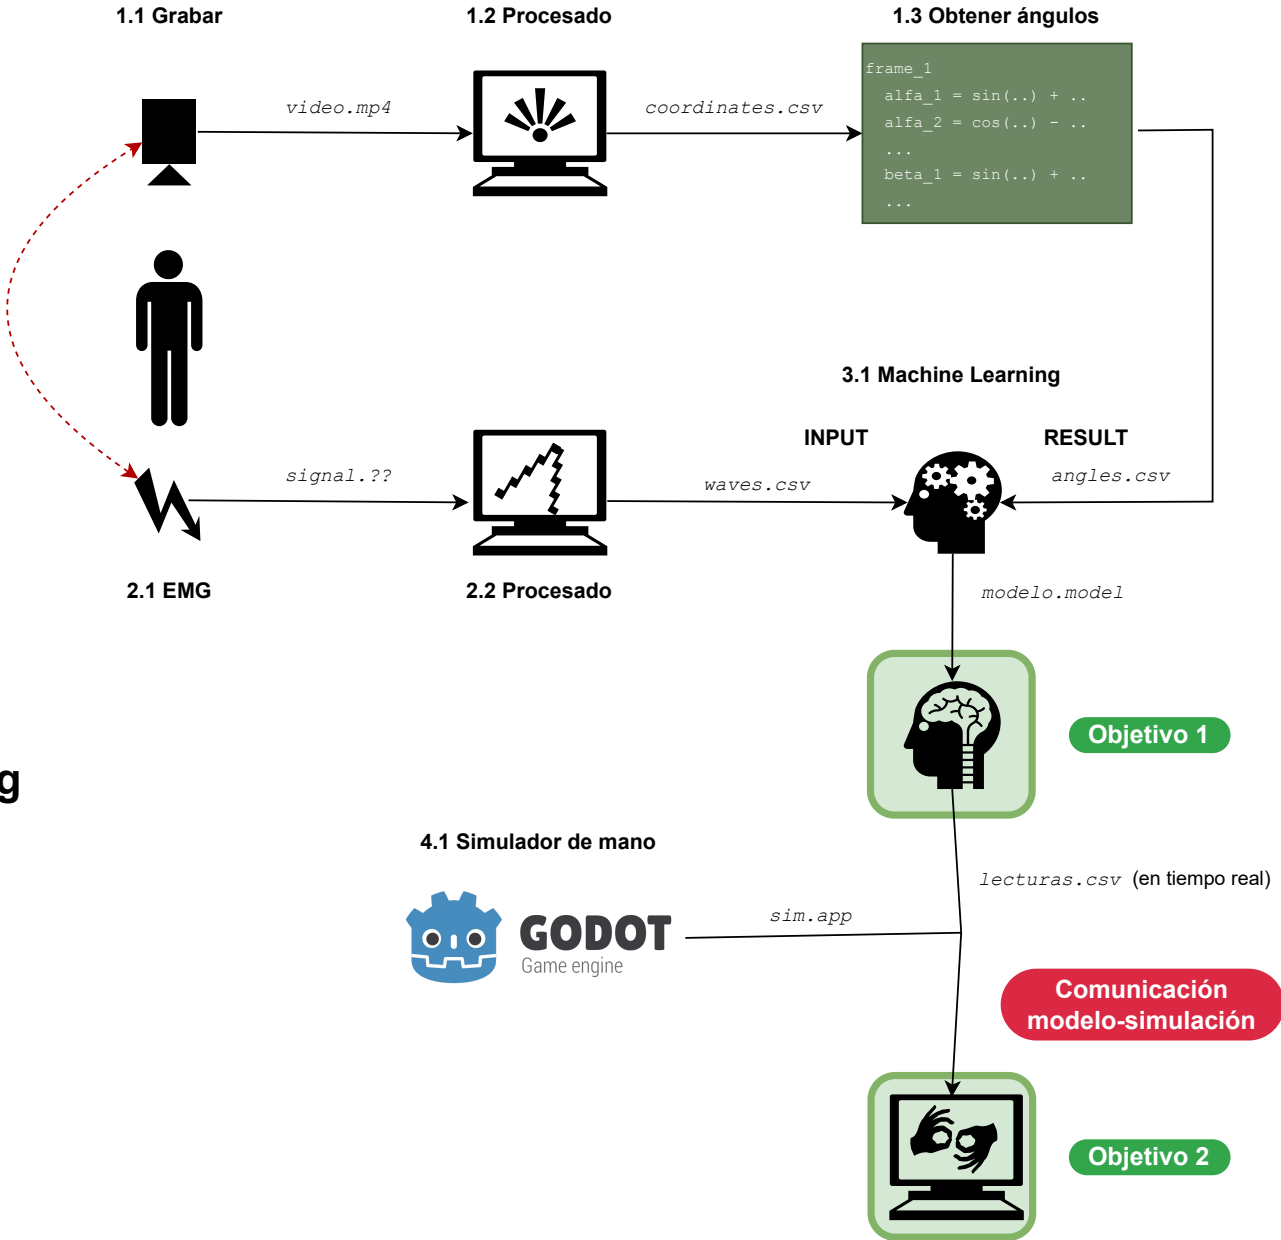 1.1 Grabar
1.2 Procesado
1.3 Obtener ángulos
video.mp4
coordinates.csv
frame_1
alfa_1 = sin(..) + ..
alfa_2 = cos(..) - ..
...
beta_1 = sin(..) + ..
...
3.1 Machine Learning
INPUT
RESULT
signal.??
waves.csv
angles.csv
2.1 EMG
2.2 Procesado
modelo.model
Objetivo 1
g
4.1 Simulador de mano
lecturas.csv (en tiempo real)
sim.app
GODOT
Game engine
Comunicación
modelo-simulación
Objetivo 2